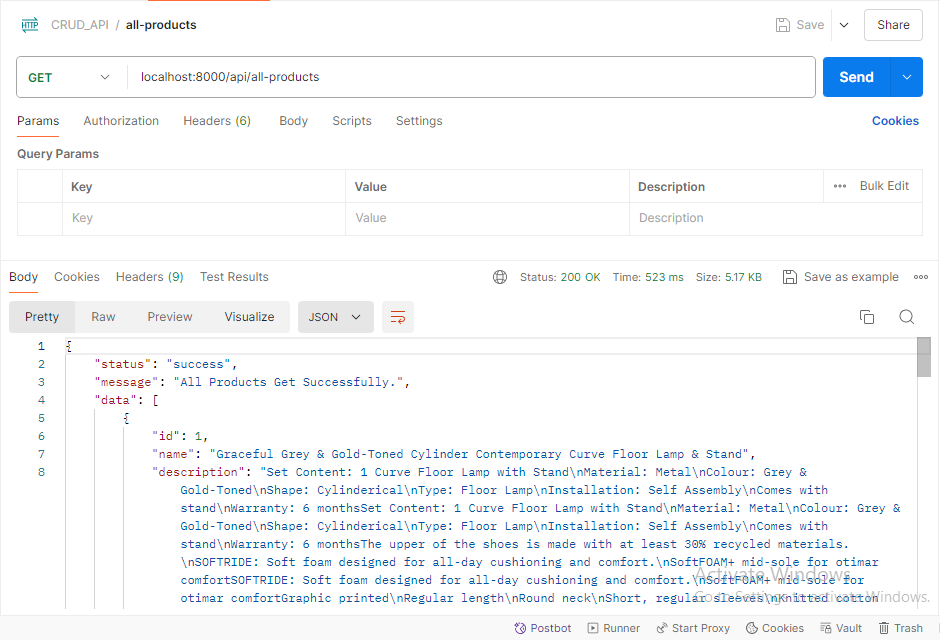 HTTP CRUD_API / all-products Save Share
GET localhost:8000/api/all-products Send
Params Authorization Headers (6) Body Scripts Settings Cookies
Query Params
Key Value Description Bulk Edit
Key Value Description
Body Cookies Headers (9) Test Results Status: 200 OK Time: 523 ms Size: 5.17 KB Save as example
Pretty Raw Preview Visualize JSON
1 {
2 "status": "success",
3 "message": "All Products Get Successfully.",
4 "data": [
5 {
6 "id": 1,
7 "name": "Graceful Grey & Gold-Toned Cylinder Contemporary Curve Floor Lamp & Stand",
8 "description": "Set Content: 1 Curve Floor Lamp with Stand\nMaterial: Metal\nColour: Grey &
Gold-Toned\nShape: Cylinderical\nType: Floor Lamp\nInstallation: Self Assembly\nComes with
stand\nWarranty: 6 monthsSet Content: 1 Curve Floor Lamp with Stand\nMaterial: Metal\nColour: Grey &
Gold-Toned\nShape: Cylinderical\nType: Floor Lamp\nInstallation: Self Assembly\nComes with
stand\nWarranty: 6 monthsThe upper of the shoes is made with at least 30% recycled materials.
\nSOFTRIDE: Soft foam designed for all-day cushioning and comfort.\nSoftFOAM+ mid-sole for otimar
comfortSOFTRIDE: Soft foam designed for all-day cushioning and comfort.\nSoftFOAM+ mid-sole for
otimar comfortGraphic printed\nRegular length\nRound neck\nShort, regular sleeves\nKnitted cotton
Activate Windows
Go to Settings to activate Windows.
Postbot Runner Start Proxy Cookies Vault Trash